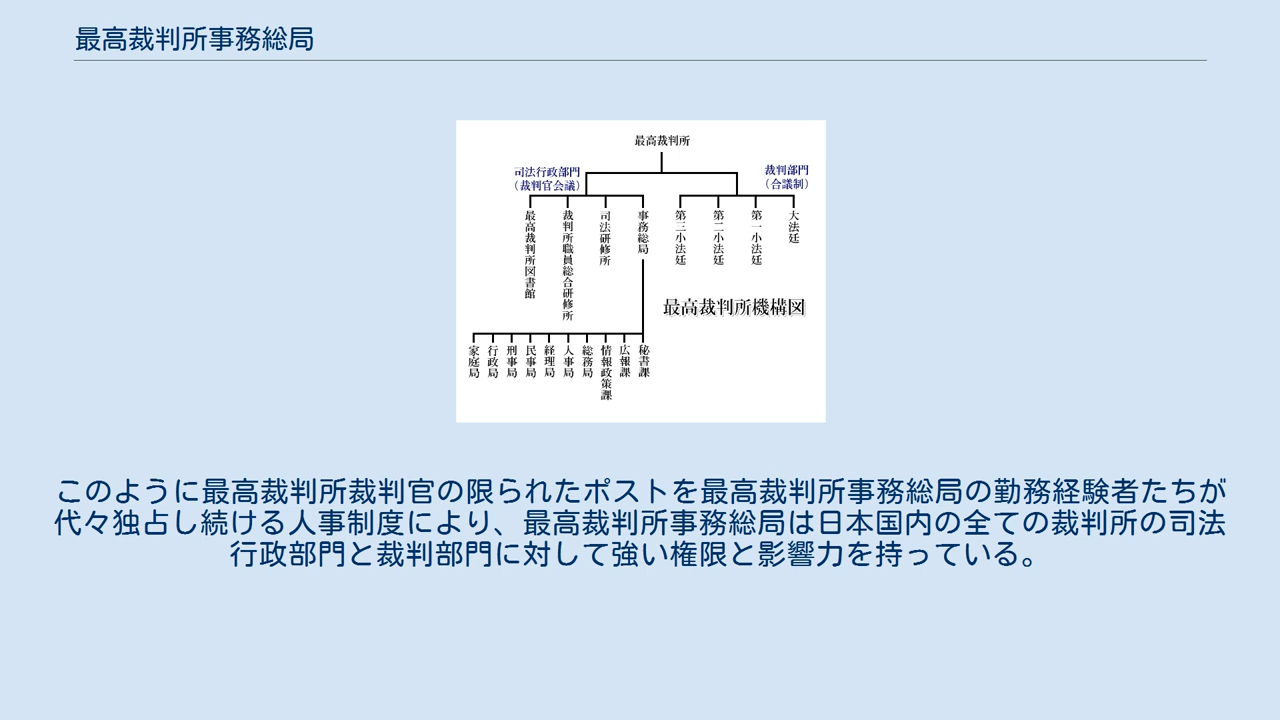 最高裁判所事務総局
最高裁判所
司法行政部門
（裁判官会議）
裁判部門
（合議制）
最高裁判所図書館
裁判所職員総合研修所
司法研修所
事務総局
第三小法廷
第二小法廷
第一小法廷
大法廷
最高裁判所機構図
家庭局
行政局
刑事局
民事局
経理局
人事局
総務局
情報政策課
広報課
秘書課
このように最高裁判所裁判官の限られたポストを最高裁判所事務総局の勤務経験者たちが
代々独占し続ける人事制度により、最高裁判所事務総局は日本国内の全ての裁判所の司法
行政部門と裁判部門に対して強い権限と影響力を持っている。